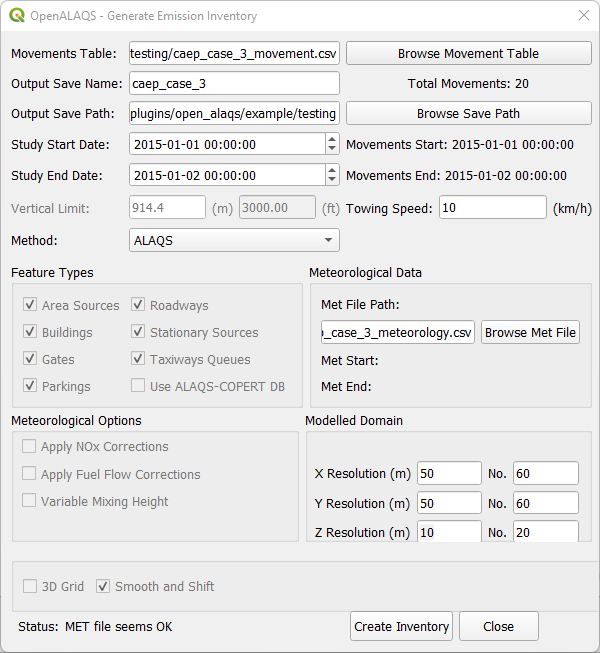 OpenALAQS - Generate Emission Inventory
Movements Table: testing/caep_case_3_movement.csv Browse Movement Table
Output Save Name: caep_case_3 Total Movements: 20
Output Save Path: plugins/open_alaqs/example/testing Browse Save Path
Study Start Date: 2015-01-01 00:00:00 Movements Start: 2015-01-01 00:00:00
Study End Date: 2015-01-02 00:00:00 Movements End: 2015-01-02 00:00:00
Vertical Limit: 914.4 (m) 3000.00 (ft) Towing Speed: 10 (km/h)
Method: ALAQS
Feature Types
Area Sources Roadways
Buildings Stationary Sources
Gates Taxiways Queues
Parkings Use ALAQS-COPERT DB
Meteorological Data
Met File Path:
_case_3_meteorology.csv Browse Met File
Met Start:
Met End:
Meteorological Options
Apply NOx Corrections
Apply Fuel Flow Corrections
Variable Mixing Height
Modelled Domain
X Resolution (m) 50 No. 60
Y Resolution (m) 50 No. 60
Z Resolution (m) 10 No. 20
3D Grid Smooth and Shift
Status: MET file seems OK Create Inventory Close